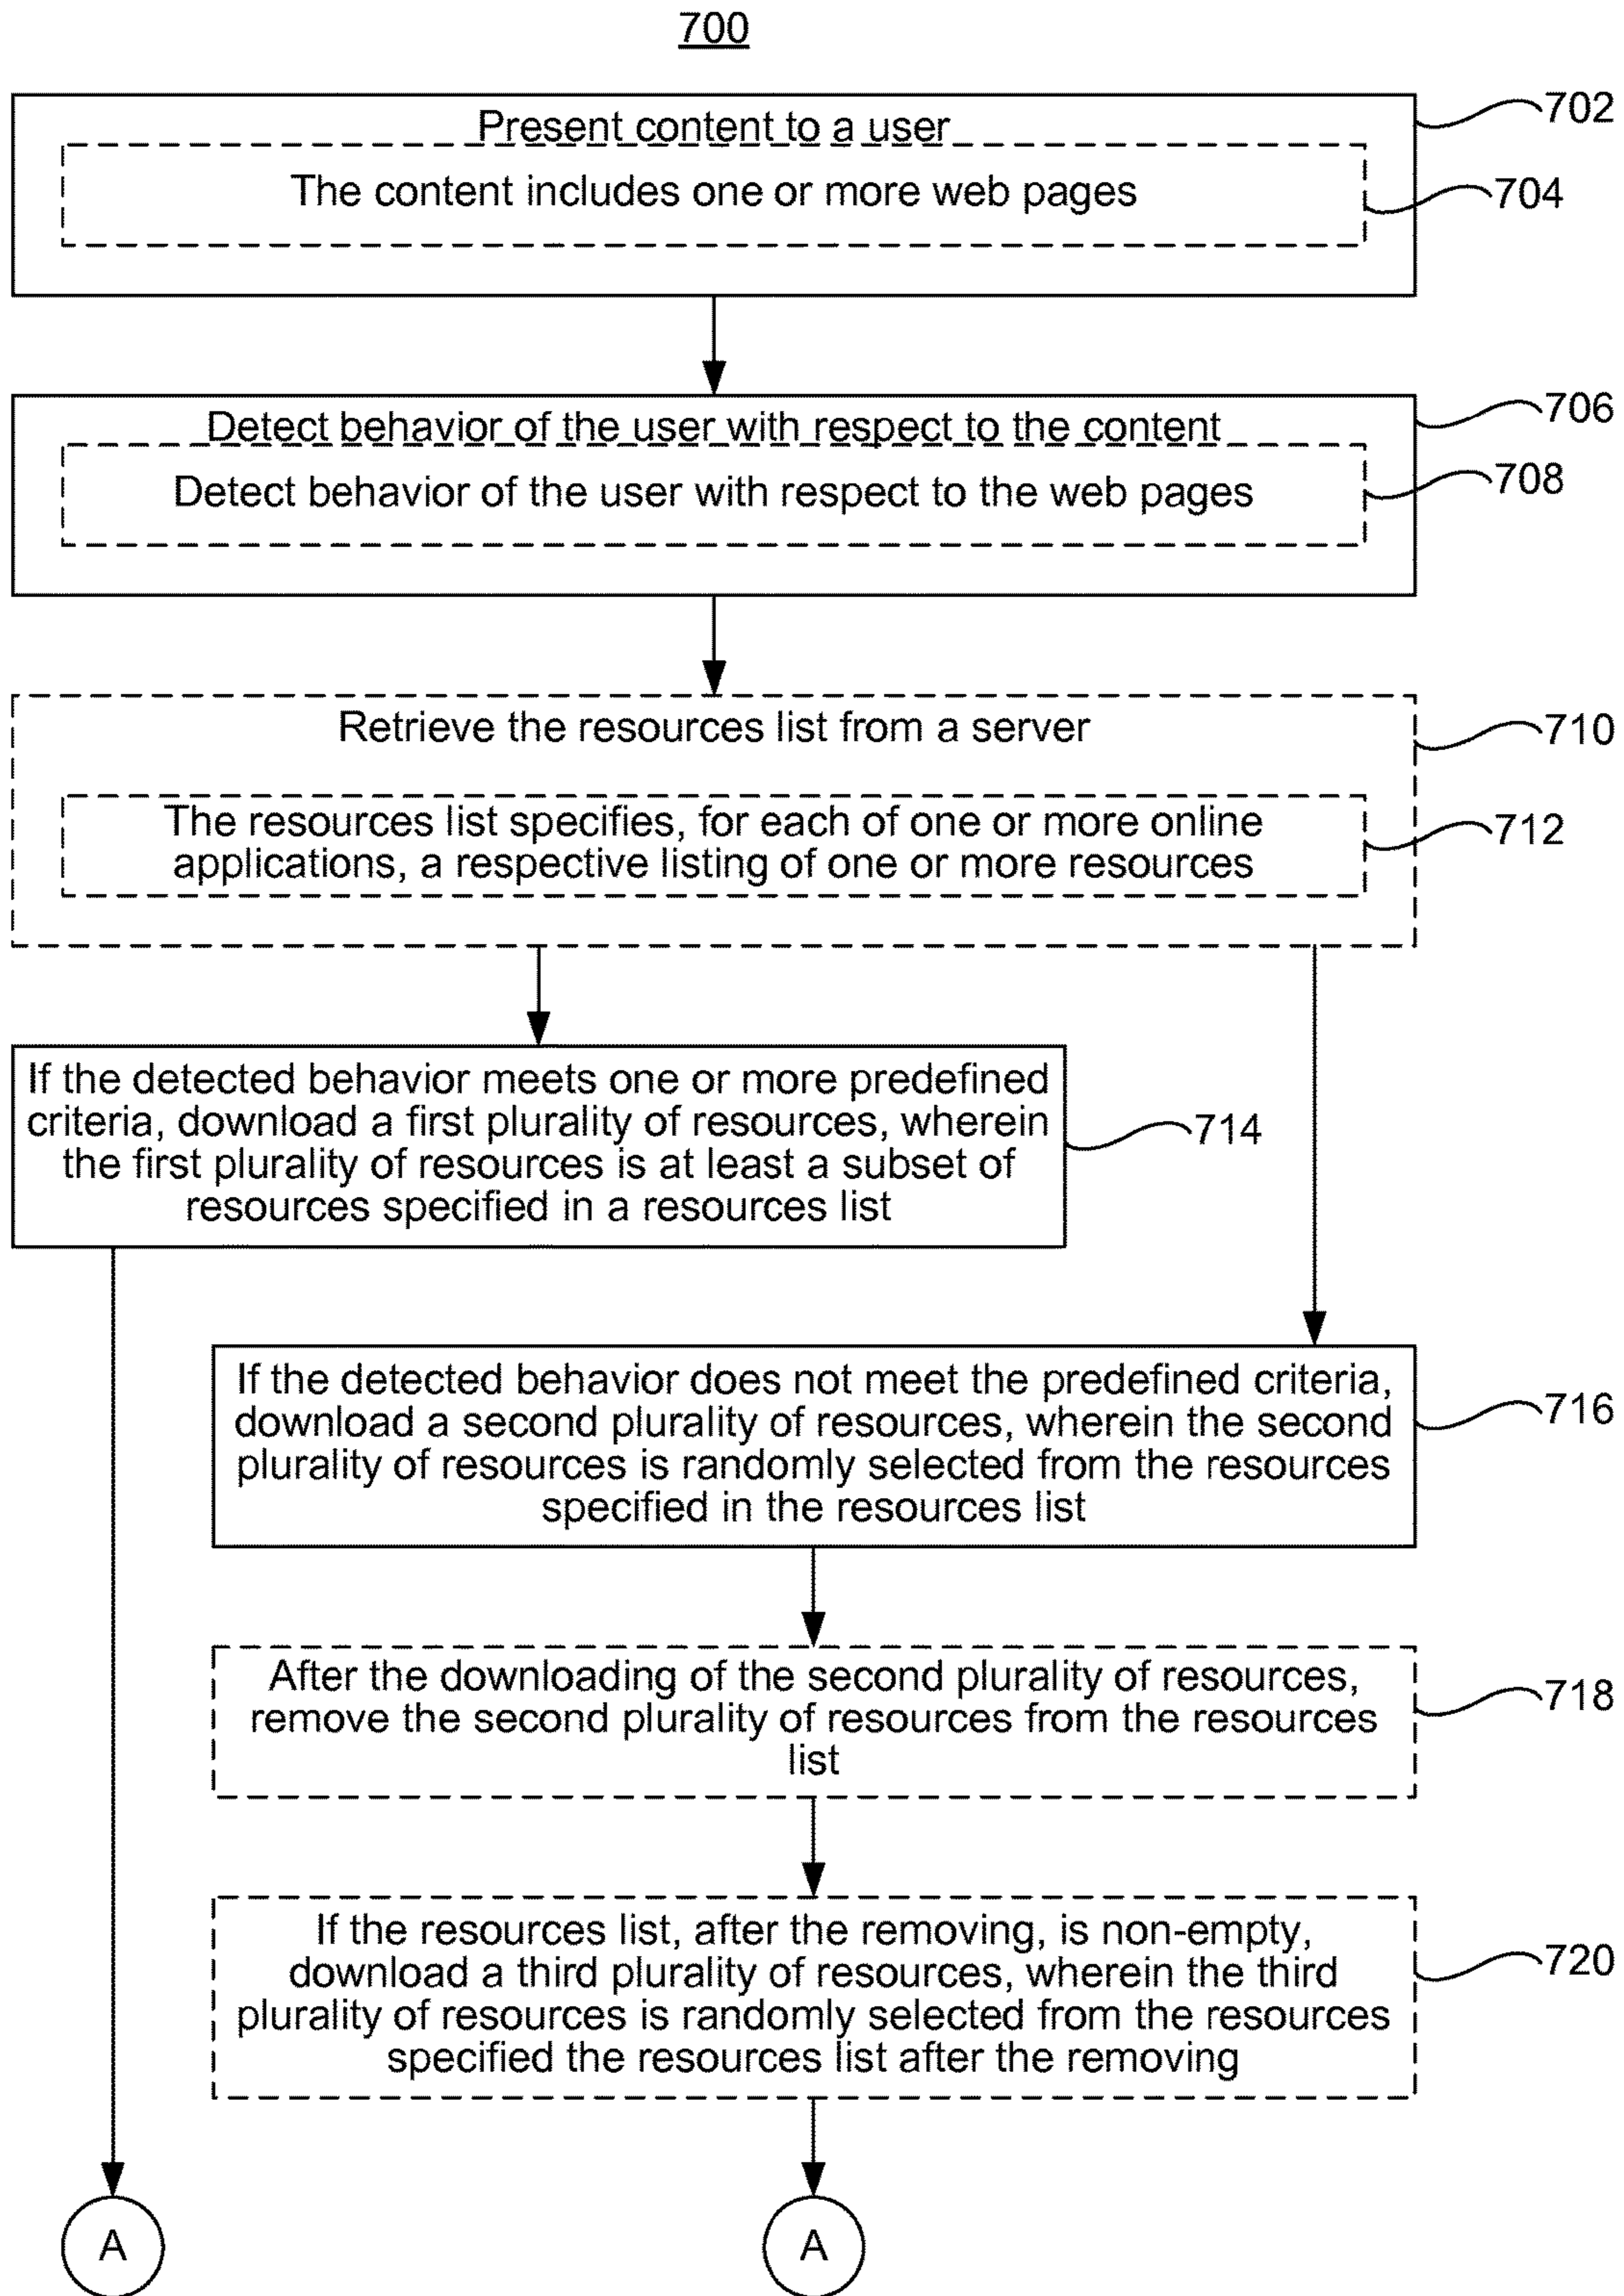 700
Present content to a user
702
The content includes one or more web pages
704
Detect behavior of the user with respect to the content
706
Detect behavior of the user with respect to the web pages
708
Retrieve the resources list from a server
710
The resources list specifies, for each of one or more online
applications, a respective listing of one or more resources
712
If the detected behavior meets one or more predefined
criteria, download a first plurality of resources, wherein
the first plurality of resources is at least a subset of
resources specified in a resources list
714
If the detected behavior does not meet the predefined criteria,
download a second plurality of resources, wherein the second
plurality of resources is randomly selected from the resources
specified in the resources list
716
After the downloading of the second plurality of resources,
remove the second plurality of resources from the resources
list
718
If the resources list, after the removing, is non-empty,
download a third plurality of resources, wherein the third
plurality of resources is randomly selected from the resources
specified the resources list after the removing
720
A
A